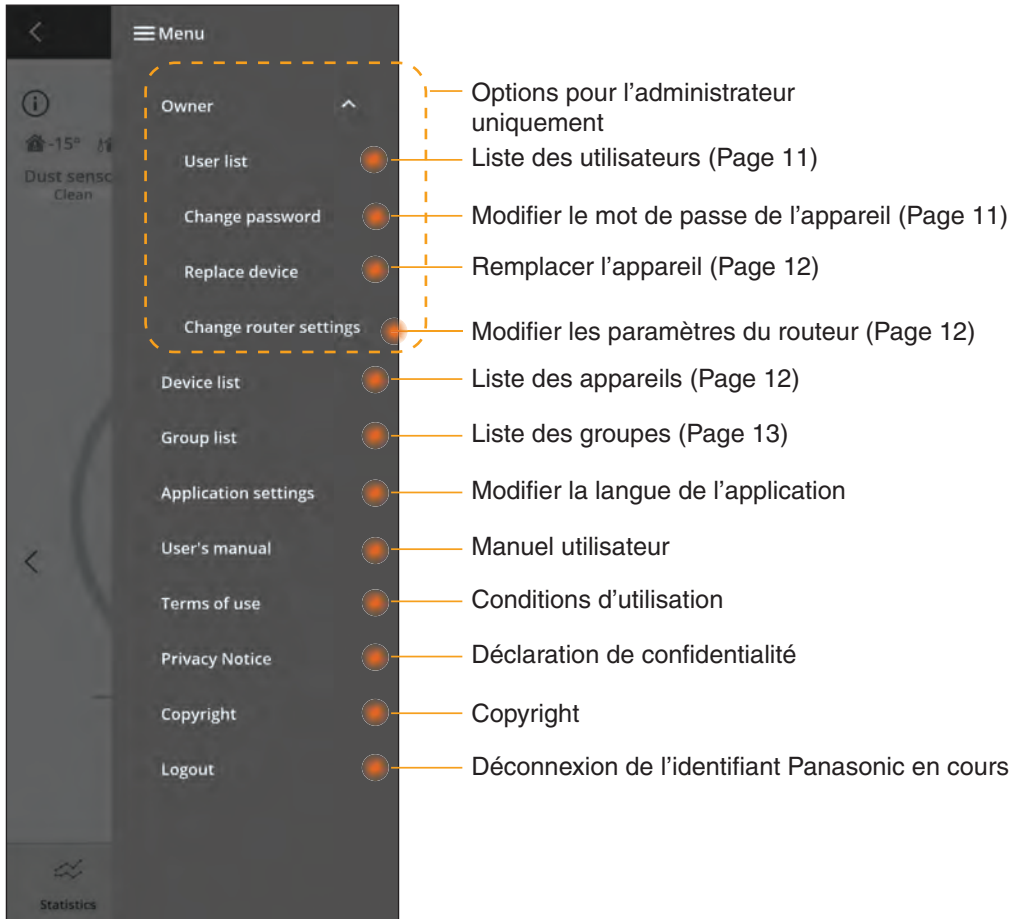 Menu
Owner
Options pour l'administrateur
uniquement
-15°
User list
Liste des utilisateurs (Page 11)
Dust senso
Clean
Change password
Modifier le mot de passe de l'appareil (Page 11)
Replace device
Remplacer l'appareil (Page 12)
Change router settings
Modifier les paramètres du routeur (Page 12)
Device list
Liste des appareils (Page 12)
Group list
Liste des groupes (Page 13)
Application settings
Modifier la langue de l'application
User's manual
Manuel utilisateur
Terms of use
Conditions d'utilisation
Privacy Notice
Déclaration de confidentialité
Copyright
Copyright
Logout
Déconnexion de l'identifiant Panasonic en cours
Statistics